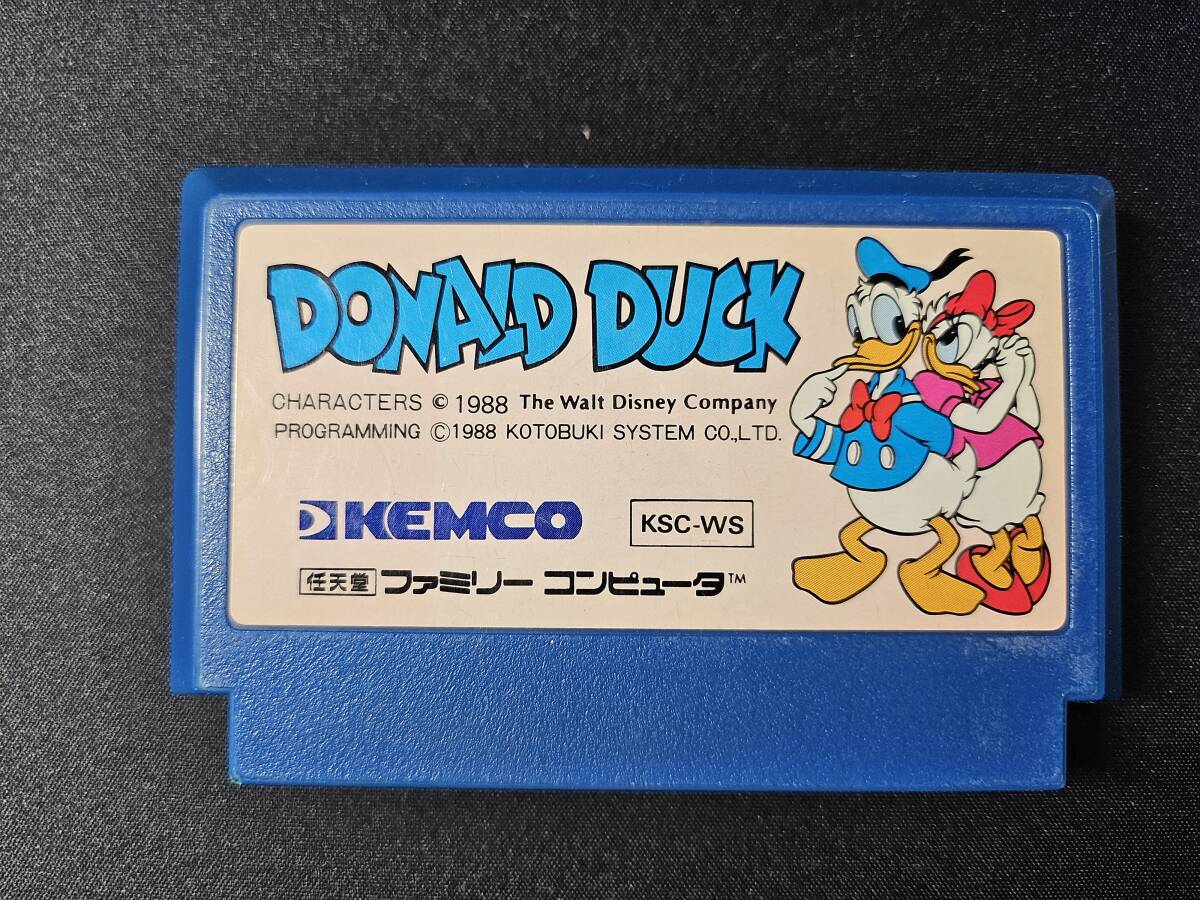 DONALD DUCK
CHARACTERS © 1988 The Walt Disney Company
PROGRAMMING ©1988 KOTOBUKI SYSTEM CO.,LTD.
KEMCO
KSC-WS
任天堂 ファミリー コンピュータ™